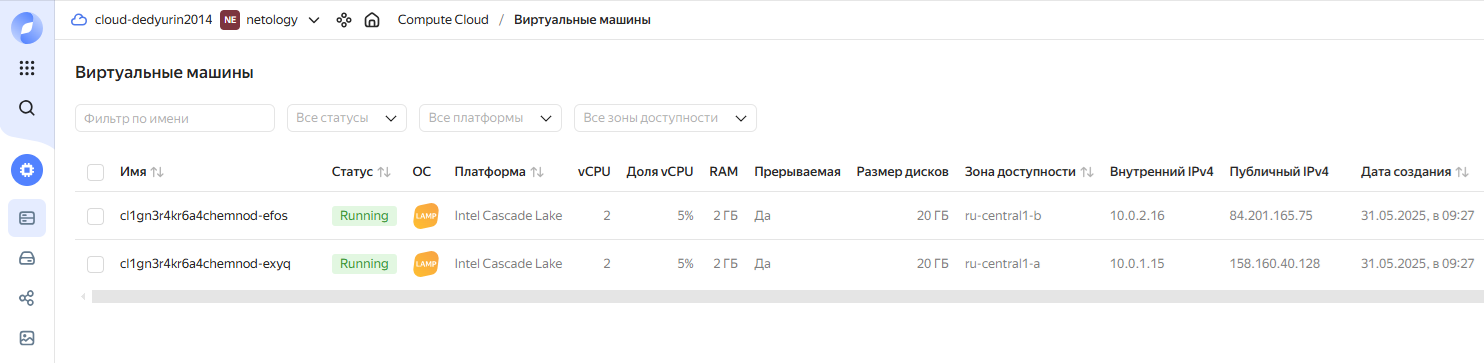 cloud-dedyurin2014 NE netology Compute Cloud / Виртуальные машины
Виртуальные машины
Фильтр по имени Все статусы Все платформы Все зоны доступности
Имя Статус ОС Платформа vCPU Доля vCPU RAM Прерываемая Размер дисков Зона доступности Внутренний IPv4 Публичный IPv4 Дата создания
cl1gn3r4kr6a4chemnod-efos Running LAMP Intel Cascade Lake 2 5% 2 ГБ Да 20 ГБ ru-central1-b 10.0.2.16 84.201.165.75 31.05.2025, в 09:27
cl1gn3r4kr6a4chemnod-exyq Running LAMP Intel Cascade Lake 2 5% 2 ГБ Да 20 ГБ ru-central1-a 10.0.1.15 158.160.40.128 31.05.2025, в 09:27